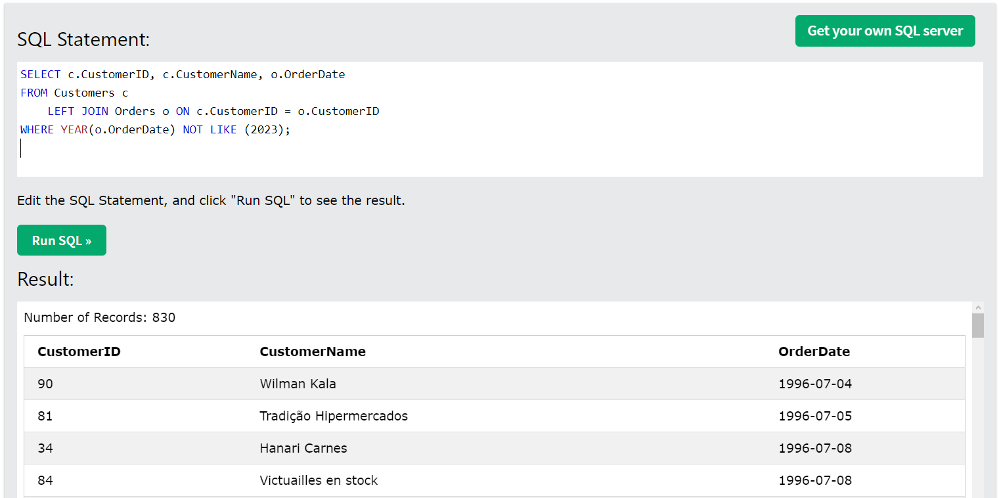 Get your own SQL server
SQL Statement:
SELECT c.CustomerID, c.CustomerName, o.OrderDate
FROM Customers c
    LEFT JOIN Orders o ON c.CustomerID = o.CustomerID
WHERE YEAR(o.OrderDate) NOT LIKE (2023);
Edit the SQL Statement, and click "Run SQL" to see the result.
Run SQL »
Result:
Number of Records: 830
CustomerID CustomerName OrderDate
90 Wilman Kala 1996-07-04
81 Tradição Hipermercados 1996-07-05
34 Hanari Carnes 1996-07-08
84 Victuailles en stock 1996-07-08